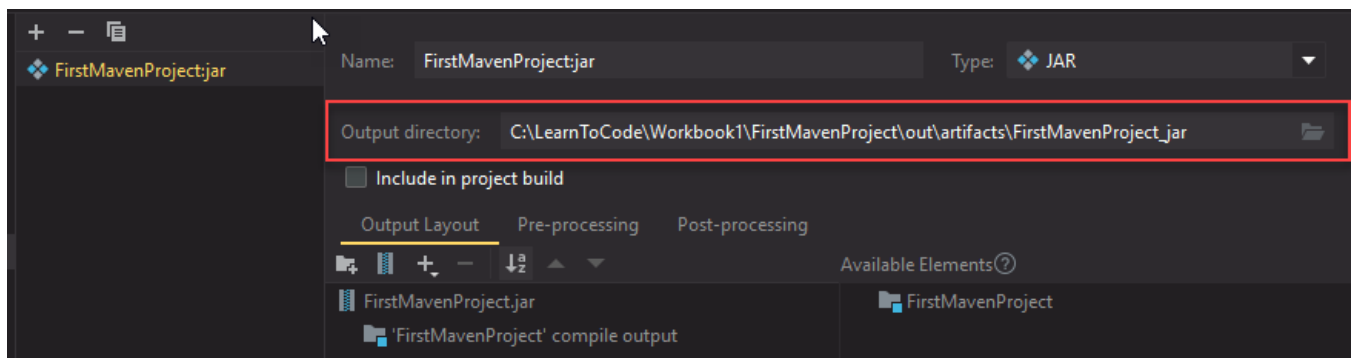 FirstMavenProject:jar
Name: FirstMavenProject:jar Type: JAR
Output directory: C:\LearnToCode\Workbook1\FirstMavenProject\out\artifacts\FirstMavenProject_jar
Include in project build
Output Layout Pre-processing Post-processing
Available Elements
FirstMavenProject.jar FirstMavenProject
'FirstMavenProject' compile output